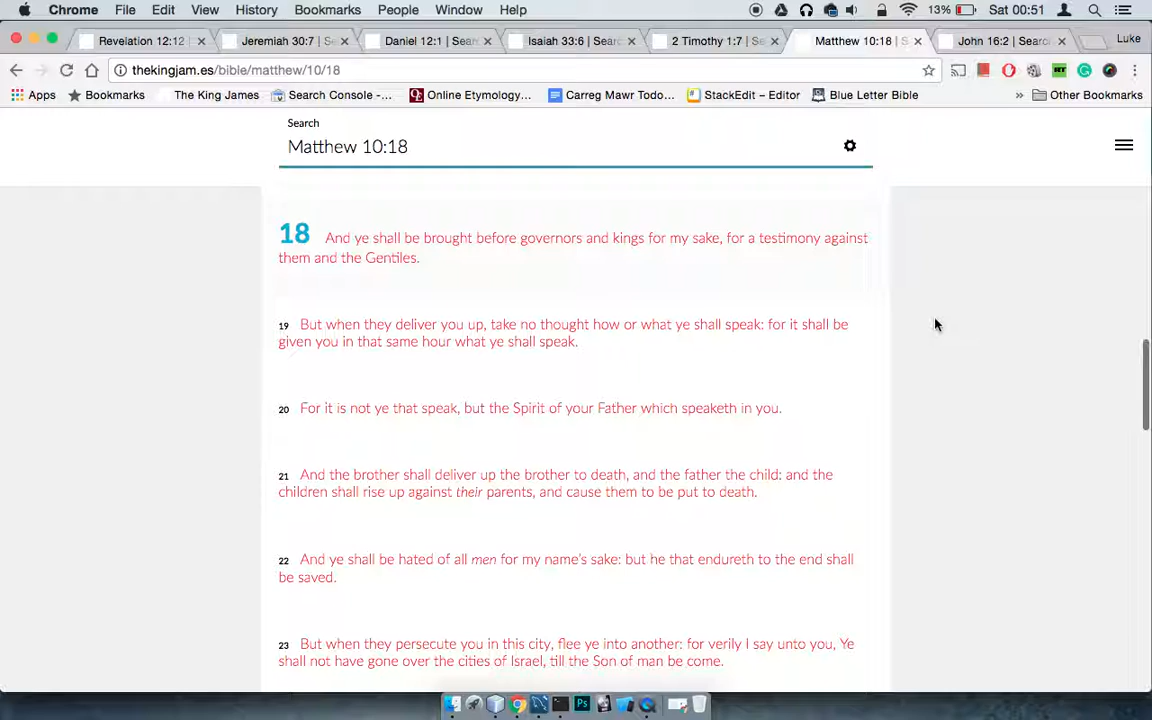 Chrome File Edit View History Bookmarks People Window Help 13% Sat 00:51
Revelation 12:12 Jeremiah 30:7 | Se Daniel 12:1 | Sear Isaiah 33:6 | Searc 2 Timothy 1:7 | Se Matthew 10:18 | S John 16:2 | Search Luke
thekingjam.es/bible/matthew/10/18
Apps Bookmarks The King James Search Console -... Online Etymology... Carreg Mawr Todo... StackEdit – Editor Blue Letter Bible » Other Bookmarks
Search
Matthew 10:18
18 And ye shall be brought before governors and kings for my sake, for a testimony against
them and the Gentiles.
19 But when they deliver you up, take no thought how or what ye shall speak: for it shall be
given you in that same hour what ye shall speak.
20 For it is not ye that speak, but the Spirit of your Father which speaketh in you.
21 And the brother shall deliver up the brother to death, and the father the child: and the
children shall rise up against their parents, and cause them to be put to death.
22 And ye shall be hated of all men for my name's sake: but he that endureth to the end shall
be saved.
23 But when they persecute you in this city, flee ye into another: for verily I say unto you, Ye
shall not have gone over the cities of Israel, till the Son of man be come.